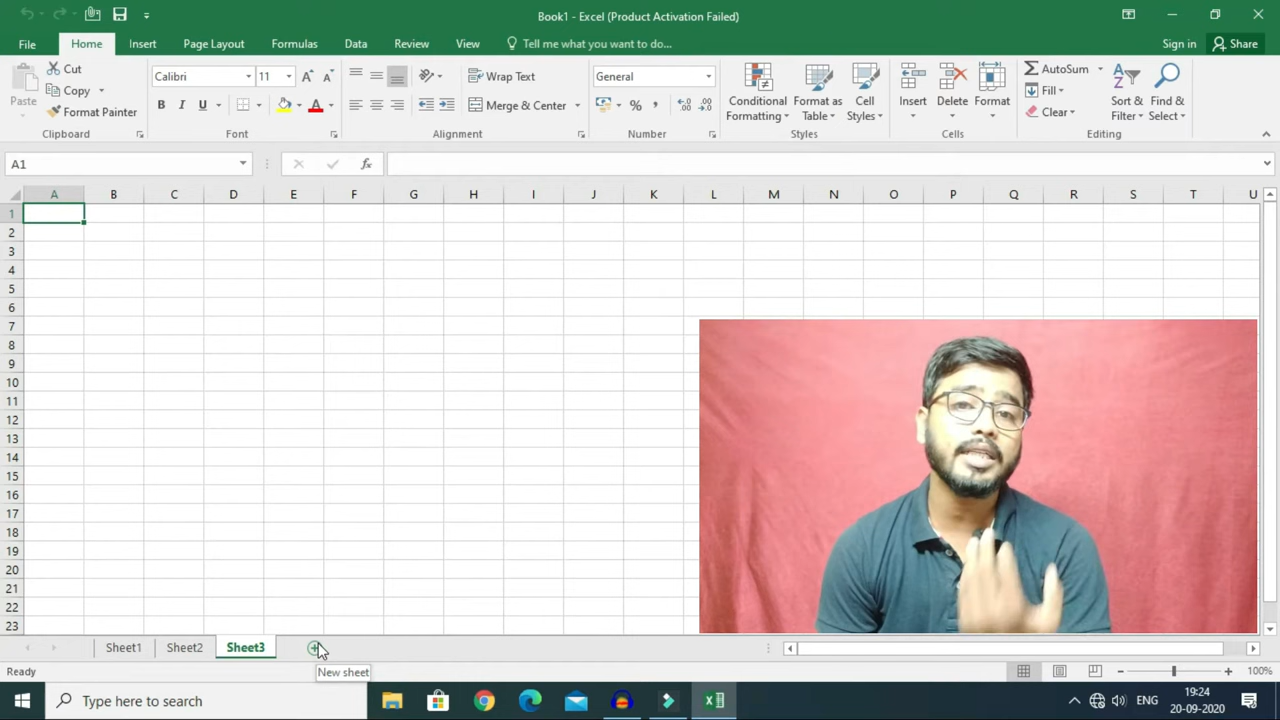 Book1 - Excel (Product Activation Failed)
File Home Insert Page Layout Formulas Data Review View Tell me what you want to do... Sign in Share
Paste
Cut
Copy
Format Painter
Clipboard
Calibri 11
B I U A
Font
Wrap Text
Merge & Center
Alignment
General
%
Number
Conditional Formatting
Format as Table
Cell Styles
Styles
Insert Delete Format
Cells
AutoSum
Fill
Clear
Sort & Filter
Find & Select
Editing
A1 fx
A B C D E F G H I J K L M N O P Q R S T U
1
2
3
4
5
6
7
8
9
10
11
12
13
14
15
16
17
18
19
20
21
22
23
Sheet1 Sheet2 Sheet3
New sheet
Ready 100%
Type here to search
ENG
19:24
20-09-2020